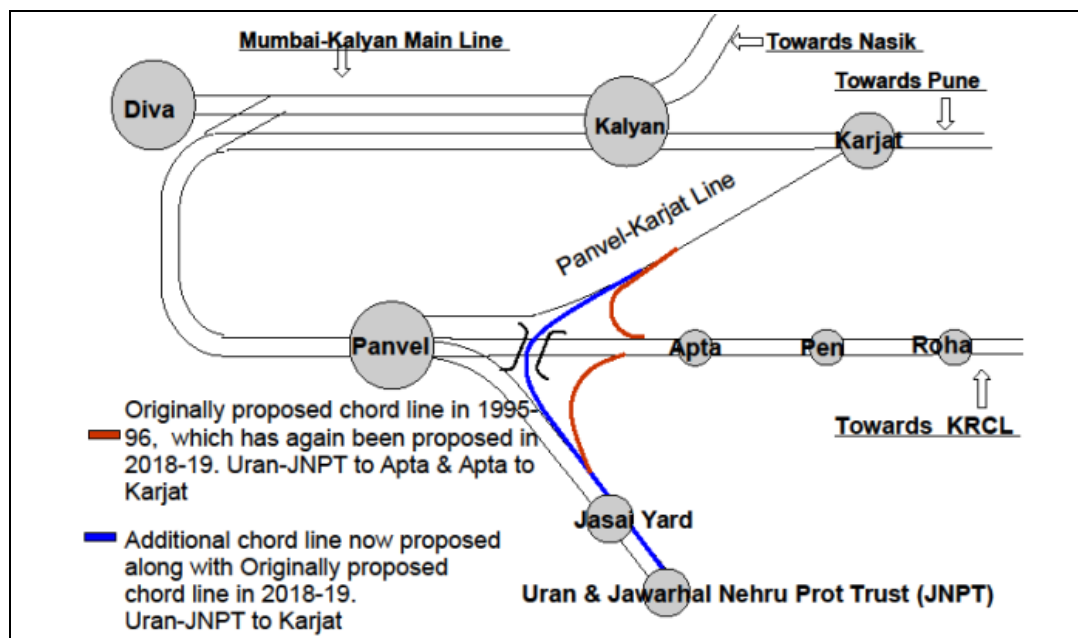 Mumbai-Kalyan Main Line
Towards Nasik
Towards Pune
Diva
Kalyan
Karjat
Panvel-Karjat Line
Panvel
Apta
Pen
Roha
Originally proposed chord line in 1995-
96, which has again been proposed in
2018-19. Uran-JNPT to Apta & Apta to
Karjat
Towards KRCL
Jasai Yard
Additional chord line now proposed
along with Originally proposed
chord line in 2018-19.
Uran-JNPT to Karjat
Uran & Jawarhal Nehru Prot Trust (JNPT)